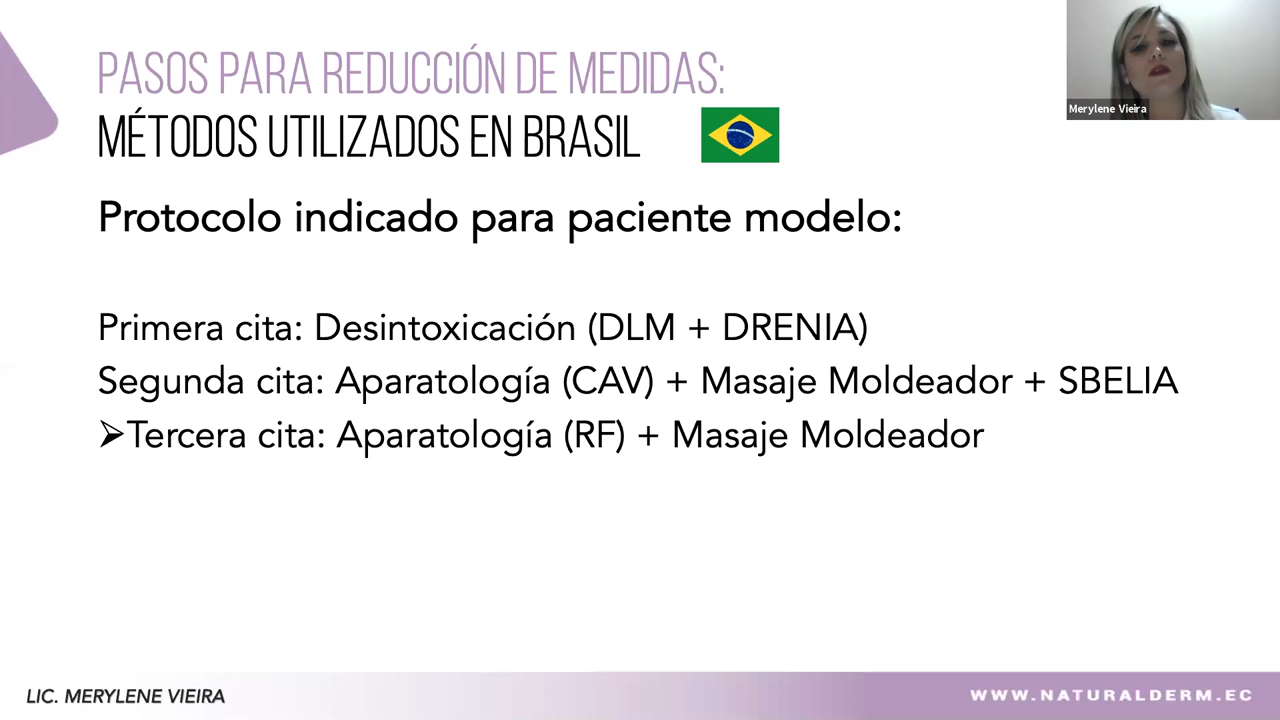 PASOS PARA REDUCCIÓN DE MEDIDAS:
MÉTODOS UTILIZADOS EN BRASIL
Merylene Vieira
Protocolo indicado para paciente modelo:
Primera cita: Desintoxicación (DLM + DRENIA)
Segunda cita: Aparatología (CAV) + Masaje Moldeador + SBELIA
➢Tercera cita: Aparatología (RF) + Masaje Moldeador
LIC. MERYLENE VIEIRA
WWW.NATURALDERM.EC